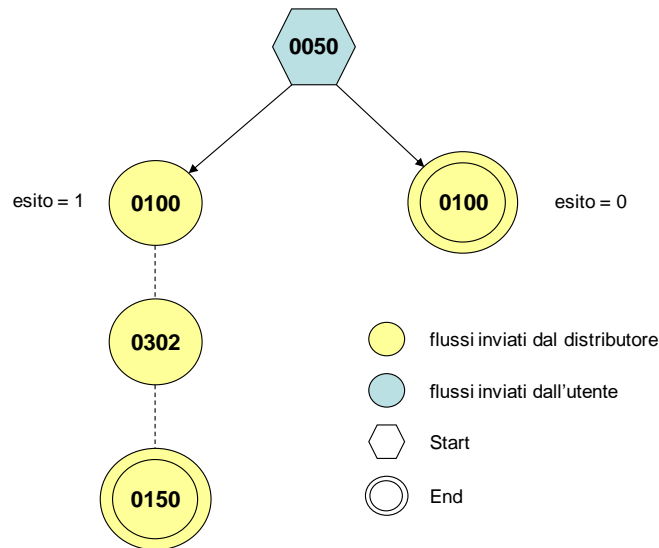 0050
esito = 1
0100
0100
esito = 0
0302
flussi inviati dal distributore
flussi inviati dall'utente
Start
0150
End